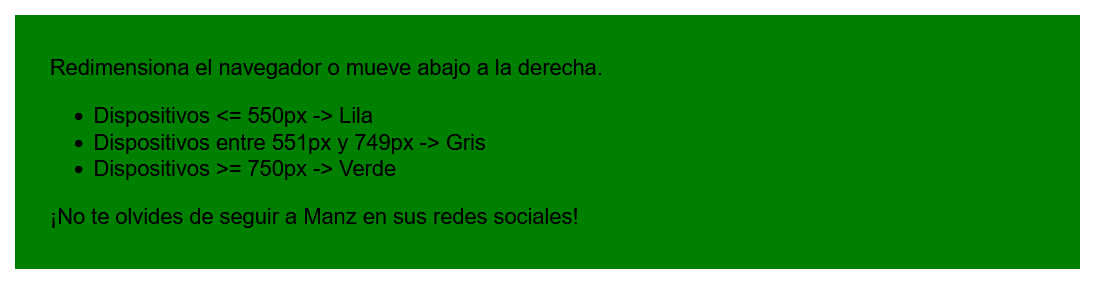 Redimensiona el navegador o mueve abajo a la derecha.
• Dispositivos <= 550px -> Lila
• Dispositivos entre 551px y 749px -> Gris
• Dispositivos >= 750px -> Verde
¡No te olvides de seguir a Manz en sus redes sociales!